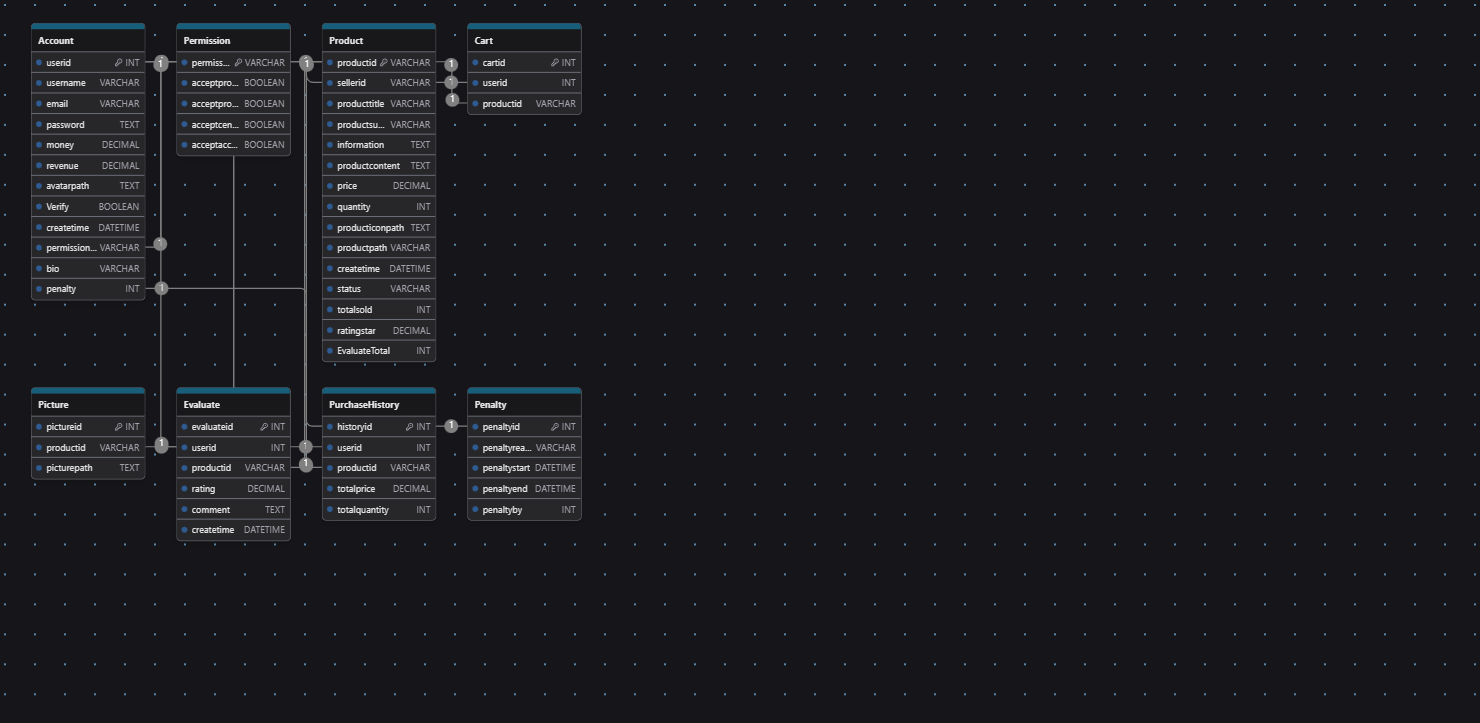 Account
userid INT
username VARCHAR
email VARCHAR
password TEXT
money DECIMAL
revenue DECIMAL
avatarpath TEXT
Verify BOOLEAN
createtime DATETIME
permission... VARCHAR
bio VARCHAR
penalty INT
Permission
permiss... VARCHAR
acceptpro... BOOLEAN
acceptpro... BOOLEAN
acceptcen... BOOLEAN
acceptacc... BOOLEAN
Product
productid VARCHAR
sellerid VARCHAR
producttitle VARCHAR
productsu... VARCHAR
information TEXT
productcontent TEXT
price DECIMAL
quantity INT
producticonpath TEXT
productpath VARCHAR
createtime DATETIME
status VARCHAR
totalsold INT
ratingstar DECIMAL
EvaluateTotal INT
Cart
cartid INT
userid INT
productid VARCHAR
1
1
1
1
1
1
1
Picture
pictureid INT
productid VARCHAR
picturepath TEXT
Evaluate
evaluateid INT
userid INT
productid VARCHAR
rating DECIMAL
comment TEXT
createtime DATETIME
PurchaseHistory
historyid INT
userid INT
productid VARCHAR
totalprice DECIMAL
totalquantity INT
Penalty
penaltyid INT
penaltyrea... VARCHAR
penaltystart DATETIME
penaltyend DATETIME
penaltyby INT
1
1
1
1